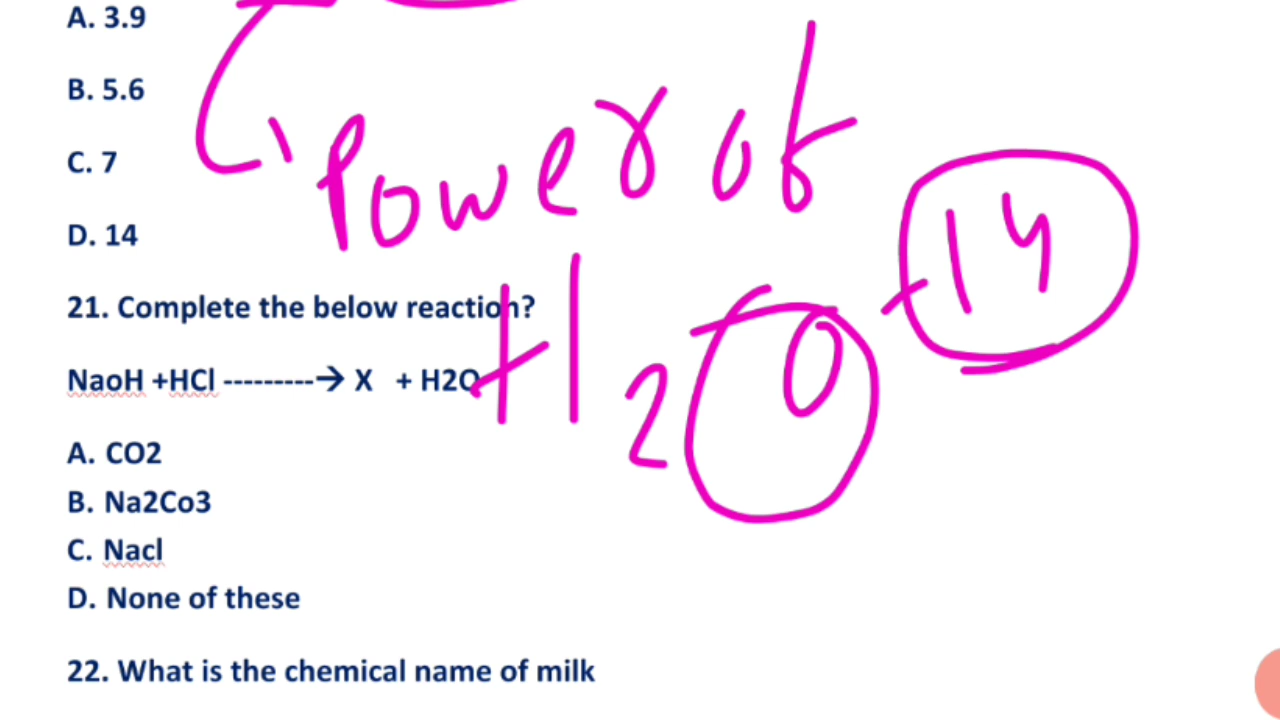 A. 3.9
B. 5.6
C. 7
Power of
D. 14
H2O - 14
21. Complete the below reaction?
NaoH +HCl ---------→ X + H2O
A. CO2
B. Na2Co3
C. Nacl
D. None of these
22. What is the chemical name of milk